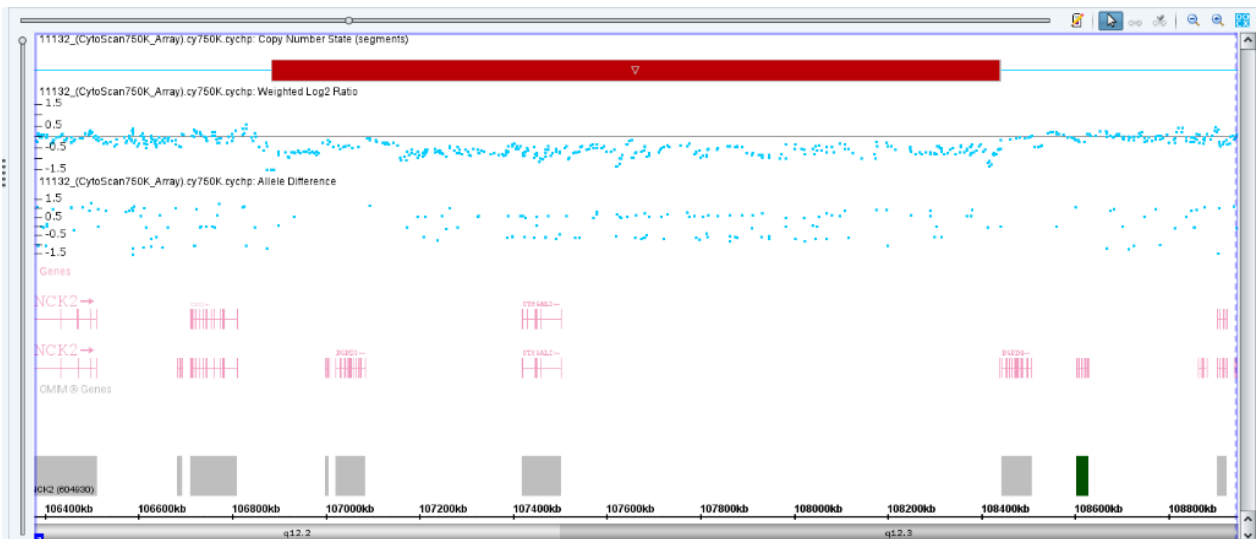 11132_(CytoScan750K_Array).cy750K.cychp: Copy Number State (segments)
11132_(CytoScan750K_Array).cy750K.cychp: Weighted Log2 Ratio
1.5
0.5
-0.5
-1.5
11132_(CytoScan750K_Array).cy750K.cychp: Allele Difference
1.5
0.5
-0.5
-1.5
Genes
NCK2
ST6GAL2
NCK2
ST6GAL2
OMIM ® Genes
NCK2 (604930)
106400kb 106600kb 106800kb 107000kb 107200kb 107400kb 107600kb 107800kb 108000kb 108200kb 108400kb 108600kb 108800kb
q12.2 q12.3